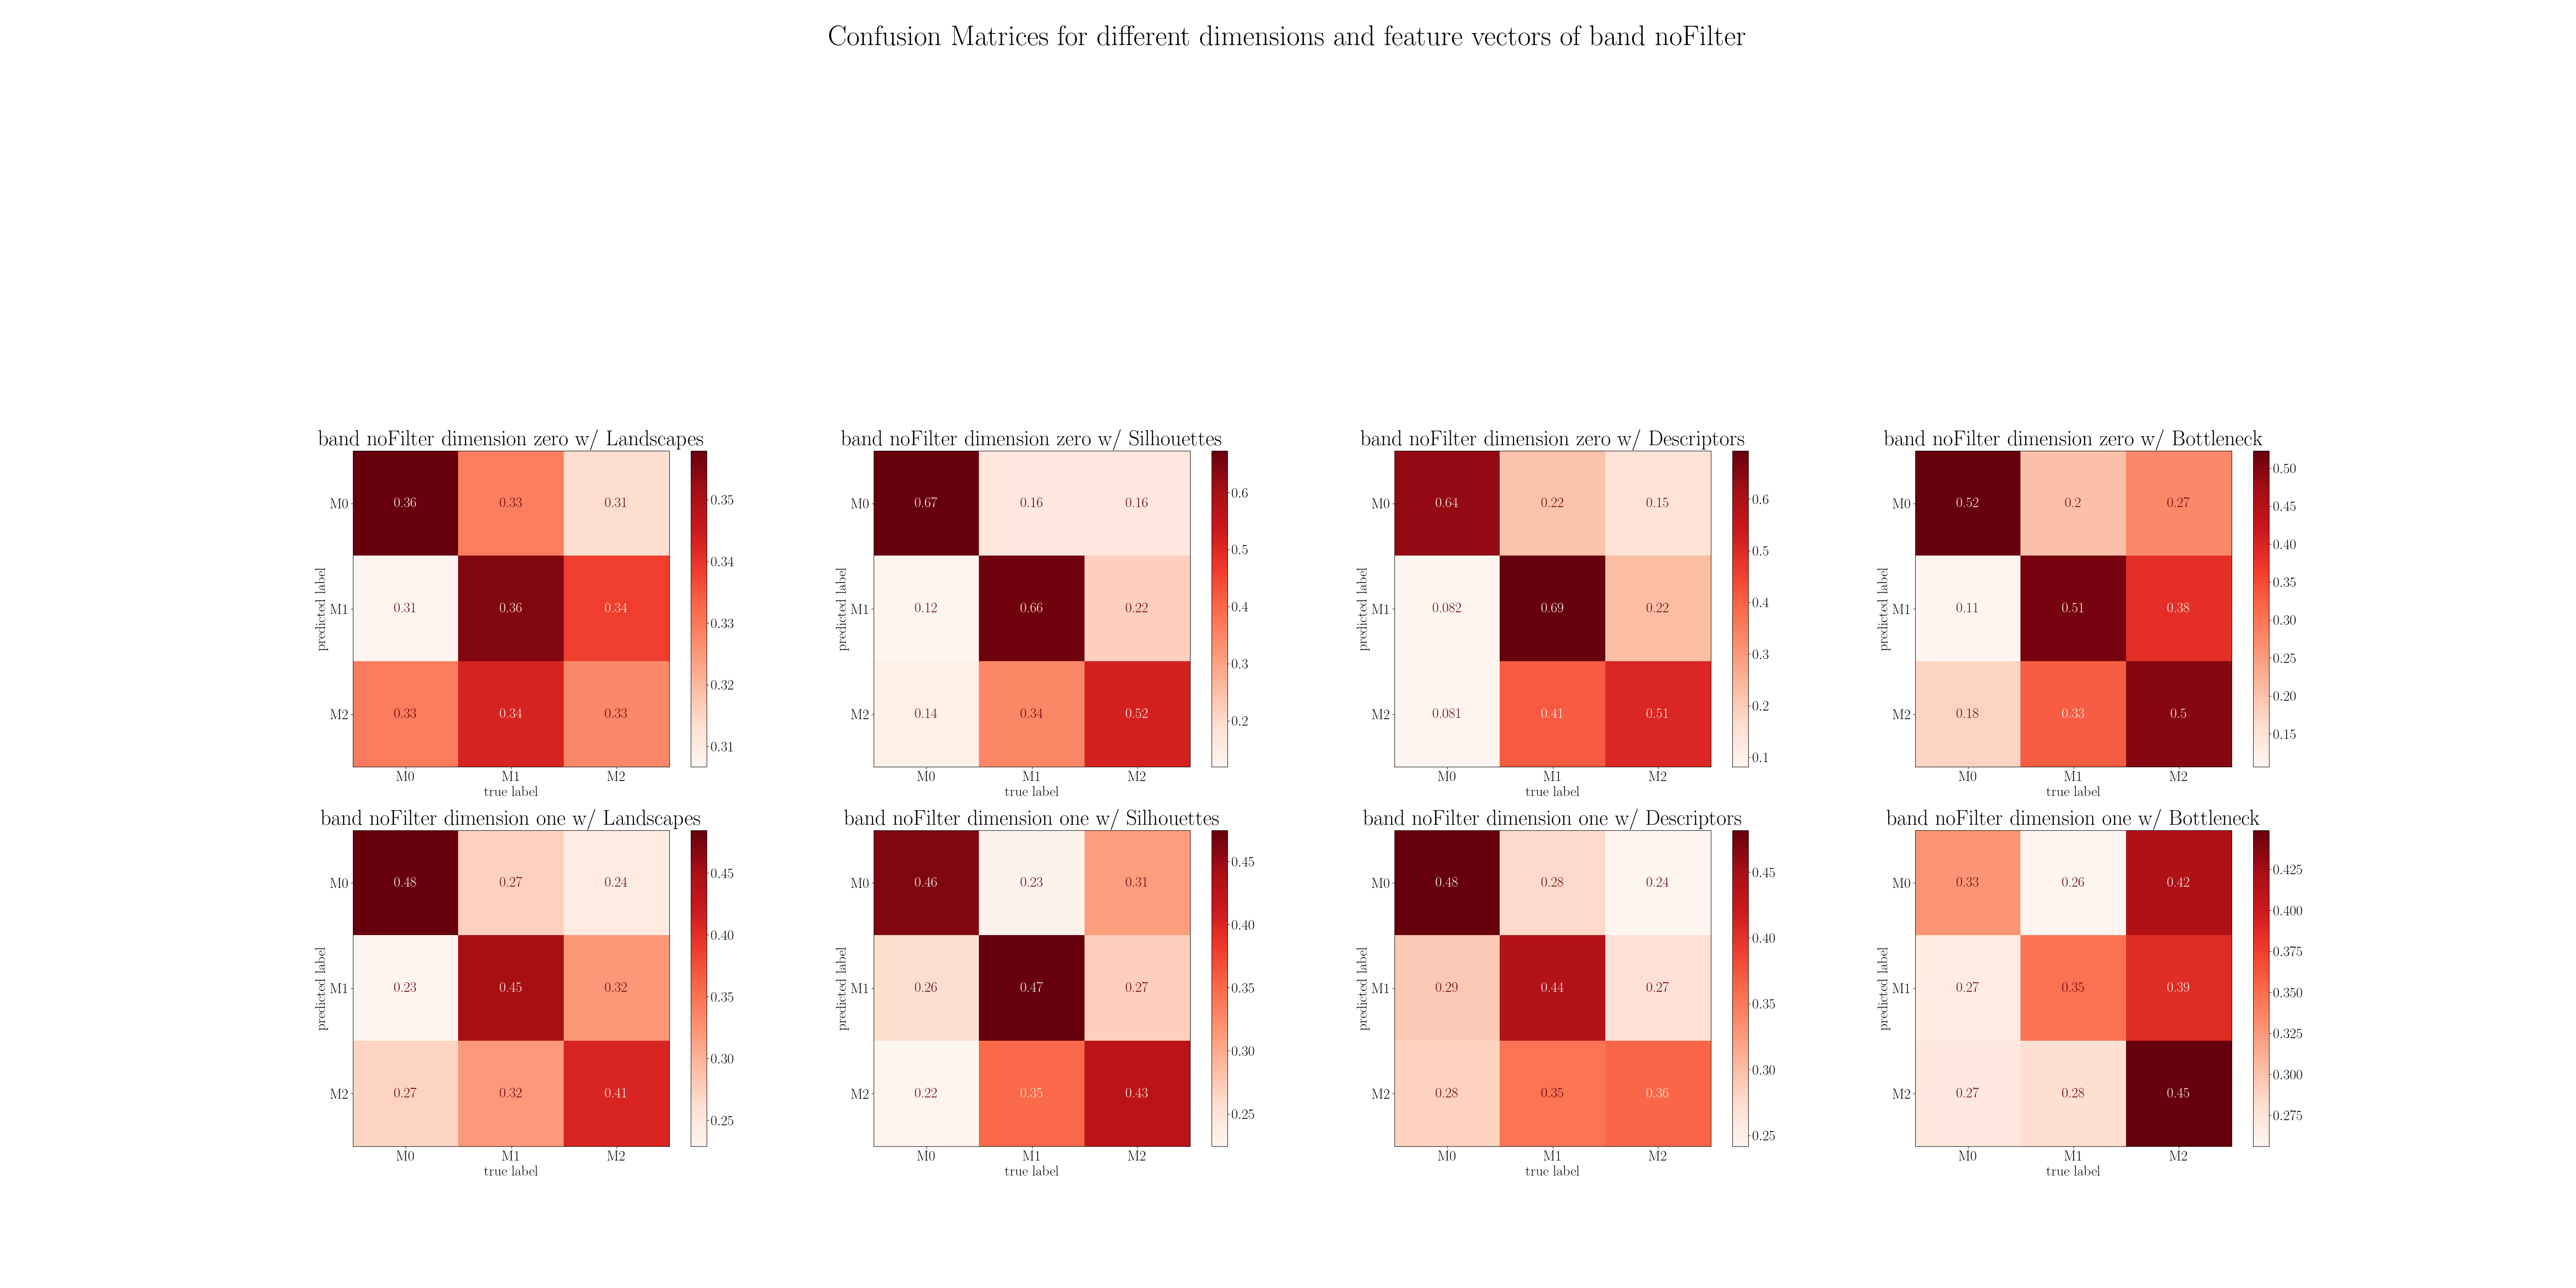 Confusion Matrices for different dimensions and feature vectors of band noFilter
band noFilter dimension zero w/ Landscapes
predicted label
M0 0.36 0.33 0.31
M1 0.31 0.36 0.34
M2 0.33 0.34 0.33
M0 M1 M2
true label
0.35
0.34
0.33
0.32
0.31
band noFilter dimension zero w/ Silhouettes
predicted label
M0 0.67 0.16 0.16
M1 0.12 0.66 0.22
M2 0.14 0.34 0.52
M0 M1 M2
true label
0.6
0.5
0.4
0.3
0.2
band noFilter dimension zero w/ Descriptors
predicted label
M0 0.64 0.22 0.15
M1 0.082 0.69 0.22
M2 0.081 0.41 0.51
M0 M1 M2
true label
0.6
0.5
0.4
0.3
0.2
0.1
band noFilter dimension zero w/ Bottleneck
predicted label
M0 0.52 0.2 0.27
M1 0.11 0.51 0.38
M2 0.18 0.33 0.5
M0 M1 M2
true label
0.50
0.45
0.40
0.35
0.30
0.25
0.20
0.15
band noFilter dimension one w/ Landscapes
predicted label
M0 0.48 0.27 0.24
M1 0.23 0.45 0.32
M2 0.27 0.32 0.41
M0 M1 M2
true label
0.45
0.40
0.35
0.30
0.25
band noFilter dimension one w/ Silhouettes
predicted label
M0 0.46 0.23 0.31
M1 0.26 0.47 0.27
M2 0.22 0.35 0.43
M0 M1 M2
true label
0.45
0.40
0.35
0.30
0.25
band noFilter dimension one w/ Descriptors
predicted label
M0 0.48 0.28 0.24
M1 0.29 0.44 0.27
M2 0.28 0.35 0.36
M0 M1 M2
true label
0.45
0.40
0.35
0.30
0.25
band noFilter dimension one w/ Bottleneck
predicted label
M0 0.33 0.26 0.42
M1 0.27 0.35 0.39
M2 0.27 0.28 0.45
M0 M1 M2
true label
0.425
0.400
0.375
0.350
0.325
0.300
0.275